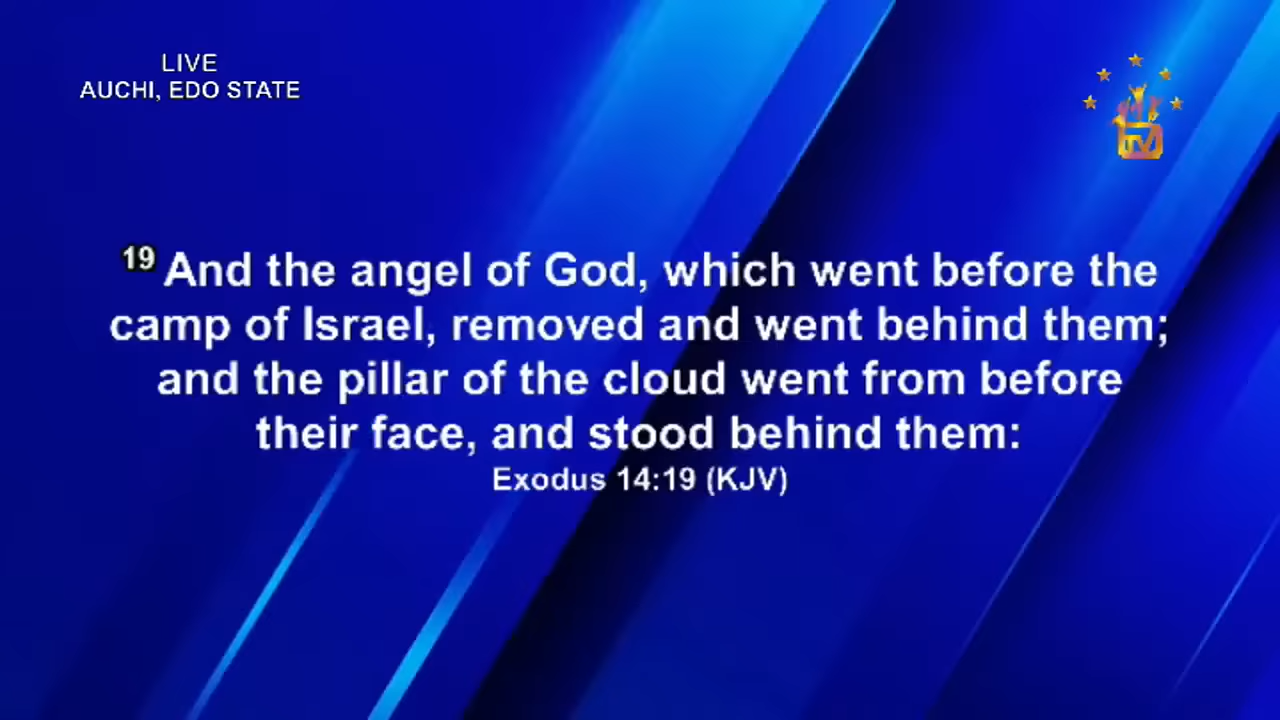 LIVE
AUCHI, EDO STATE
TV
19 And the angel of God, which went before the
camp of Israel, removed and went behind them;
and the pillar of the cloud went from before
their face, and stood behind them:
Exodus 14:19 (KJV)